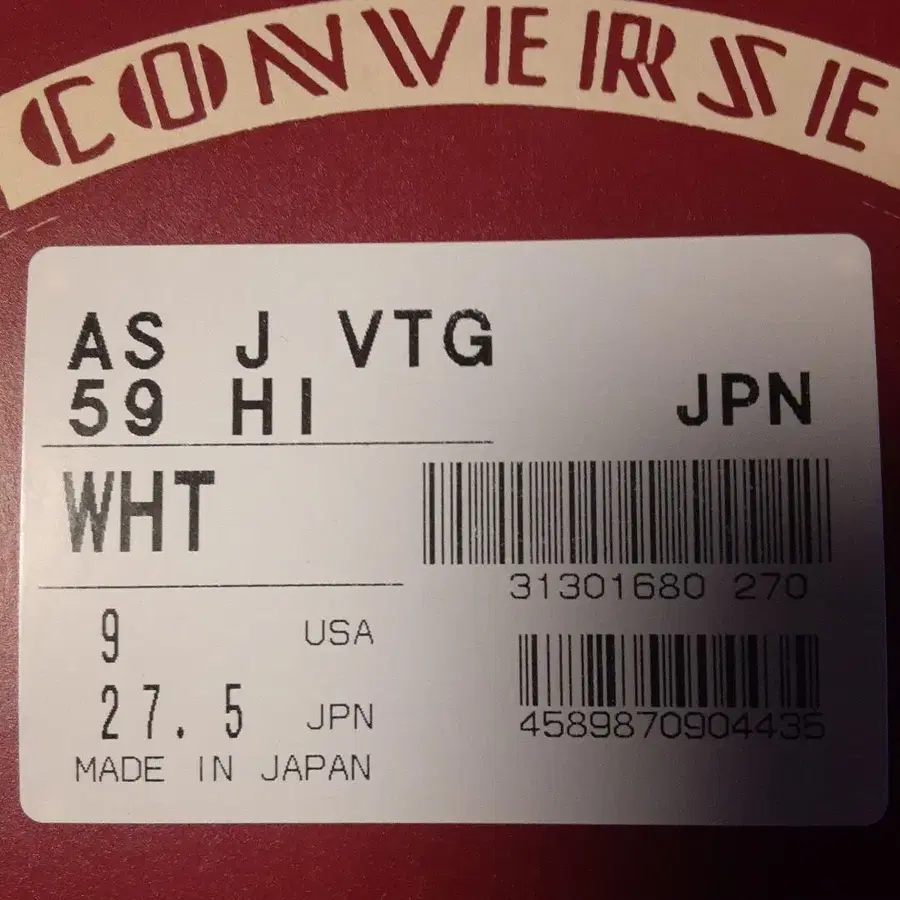 CONVERSE
AS J VTG
59 HI
JPN
WHT
31301680 270
9 USA
27.5 JPN
4589870904435
MADE IN JAPAN